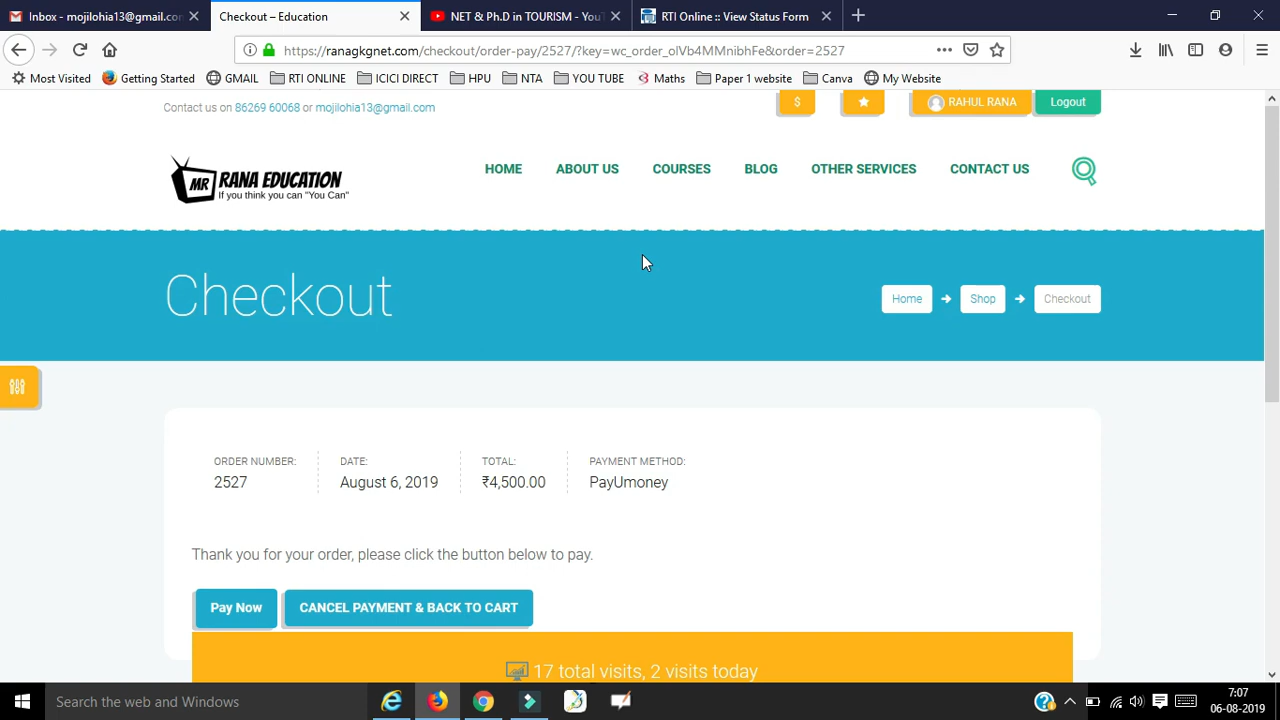 Inbox - mojilohia13@gmail.com
Checkout – Education
NET & Ph.D in TOURISM - You
RTI Online :: View Status Form
https://ranagkgnet.com/checkout/order-pay/2527/?key=wc_order_olVb4MMnibhFe&order=2527
Most Visited Getting Started GMAIL RTI ONLINE ICICI DIRECT HPU NTA YOU TUBE Maths Paper 1 website Canva My Website
Contact us on 86269 60068 or mojilohia13@gmail.com
$ RAHUL RANA Logout
MR RANA EDUCATION
If you think you can "You Can"
HOME ABOUT US COURSES BLOG OTHER SERVICES CONTACT US
Checkout
Home Shop Checkout
ORDER NUMBER: DATE: TOTAL: PAYMENT METHOD:
2527 August 6, 2019 ₹4,500.00 PayUmoney
Thank you for your order, please click the button below to pay.
Pay Now CANCEL PAYMENT & BACK TO CART
17 total visits, 2 visits today
Search the web and Windows
7:07
06-08-2019